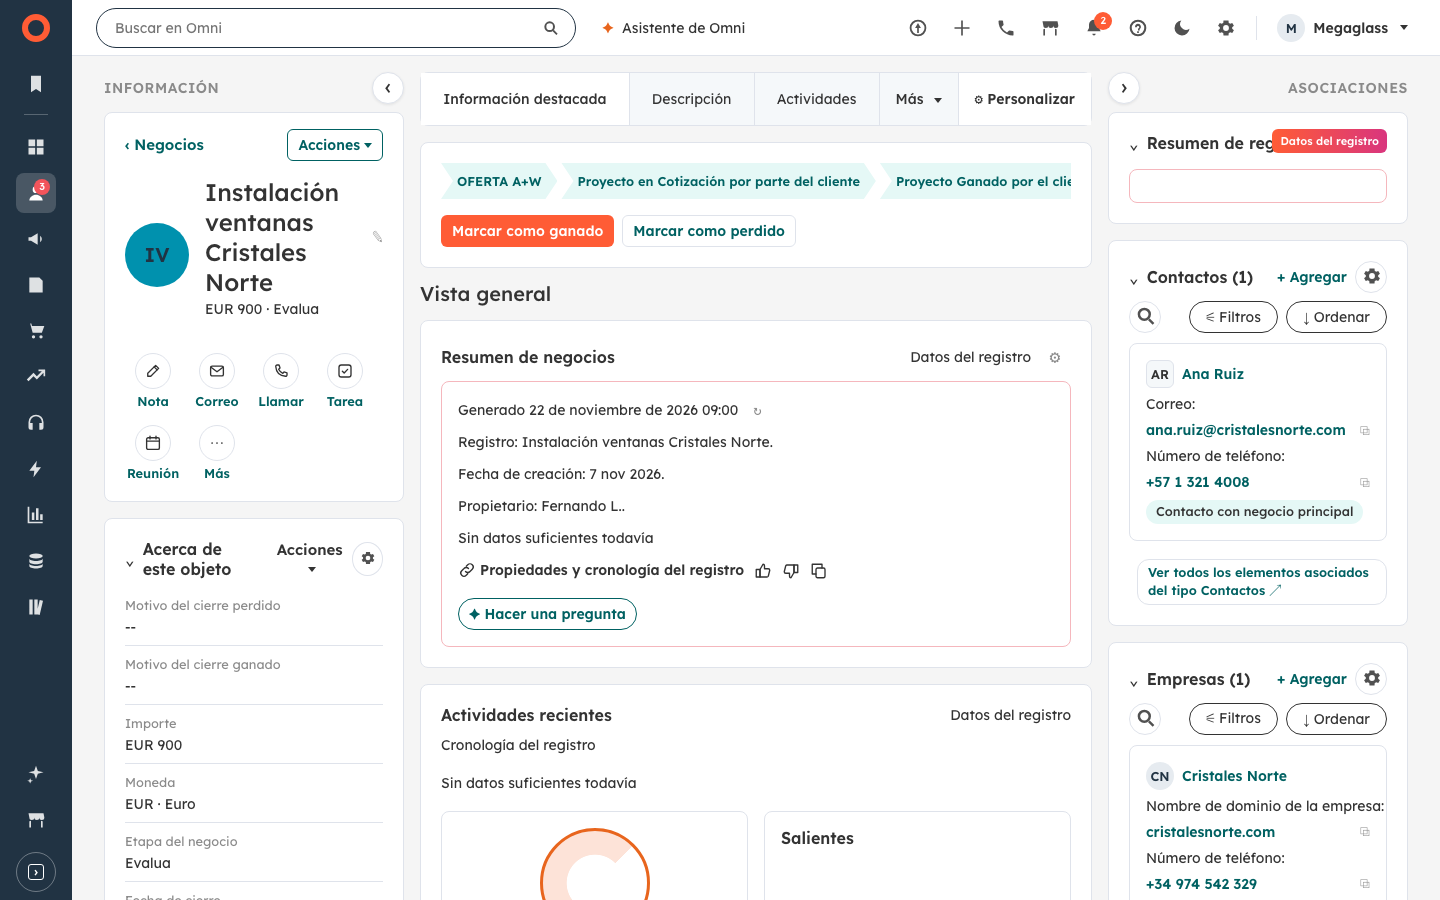 Buscar en Omni
Asistente de Omni
2
M
Megaglass
3
INFORMACIÓN
‹ Negocios
Acciones
IV
Instalación
ventanas
Cristales
Norte
EUR 900 · Evalua
Nota
Correo
Llamar
Tarea
Reunión
Más
Acerca de
este objeto
Acciones
Motivo del cierre perdido
--
Motivo del cierre ganado
--
Importe
EUR 900
Moneda
EUR · Euro
Etapa del negocio
Evalua
Fecha de cierre
Información destacada
Descripción
Actividades
Más
Personalizar
OFERTA A+W
Proyecto en Cotización por parte del cliente
Proyecto Ganado por el clie
Marcar como ganado
Marcar como perdido
Vista general
Resumen de negocios
Datos del registro
Generado 22 de noviembre de 2026 09:00
Registro: Instalación ventanas Cristales Norte.
Fecha de creación: 7 nov 2026.
Propietario: Fernando L..
Sin datos suficientes todavía
Propiedades y cronología del registro
Hacer una pregunta
Actividades recientes
Datos del registro
Cronología del registro
Sin datos suficientes todavía
Salientes
ASOCIACIONES
Resumen de reg
Datos del registro
Contactos (1)
+ Agregar
Filtros
↓ Ordenar
AR
Ana Ruiz
Correo:
ana.ruiz@cristalesnorte.com
Número de teléfono:
+57 1 321 4008
Contacto con negocio principal
Ver todos los elementos asociados
del tipo Contactos ↗
Empresas (1)
+ Agregar
Filtros
↓ Ordenar
CN
Cristales Norte
Nombre de dominio de la empresa:
cristalesnorte.com
Número de teléfono:
+34 974 542 329